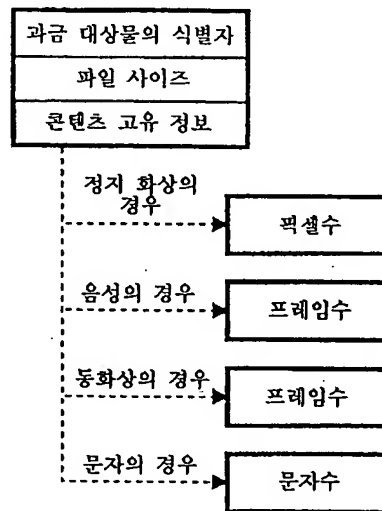 과금 대상물의 식별자
파일 사이즈
콘텐츠 고유 정보
정지 화상의
경우
픽셀수
음성의 경우
프레임수
동화상의 경우
프레임수
문자의 경우
문자수